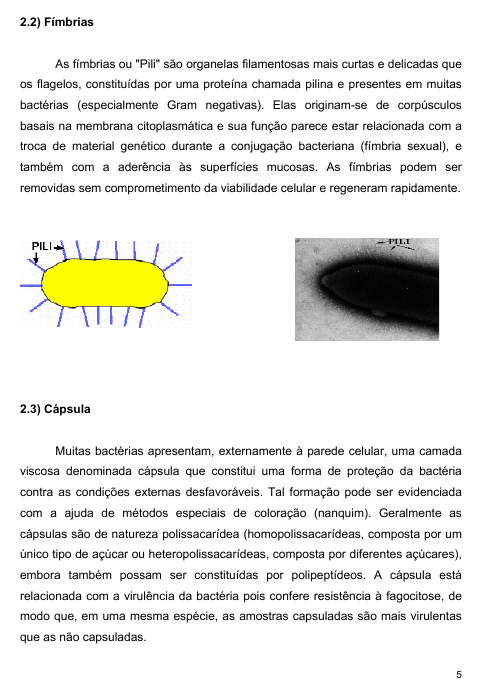 2.2) Fímbrias
As fímbrias ou "Pili" são organelas filamentosas mais curtas e delicadas que
os flagelos, constituídas por uma proteína chamada pilina e presentes em muitas
bactérias (especialmente Gram negativas). Elas originam-se de corpúsculos
basais na membrana citoplasmática e sua função parece estar relacionada com a
troca de material genético durante a conjugação bacteriana (fímbria sexual), e
também com a aderência às superfícies mucosas. As fímbrias podem ser
removidas sem comprometimento da viabilidade celular e regeneram rapidamente.
PILI
PILI
2.3) Cápsula
Muitas bactérias apresentam, externamente à parede celular, uma camada
viscosa denominada cápsula que constitui uma forma de proteção da bactéria
contra as condições externas desfavoráveis. Tal formação pode ser evidenciada
com a ajuda de métodos especiais de coloração (nanquim). Geralmente as
cápsulas são de natureza polissacarídea (homopolissacarídeas, composta por um
único tipo de açúcar ou heteropolissacarídeas, composta por diferentes açúcares),
embora também possam ser constituídas por polipeptídeos. A cápsula está
relacionada com a virulência da bactéria pois confere resistência à fagocitose, de
modo que, em uma mesma espécie, as amostras capsuladas são mais virulentas
que as não capsuladas.
5